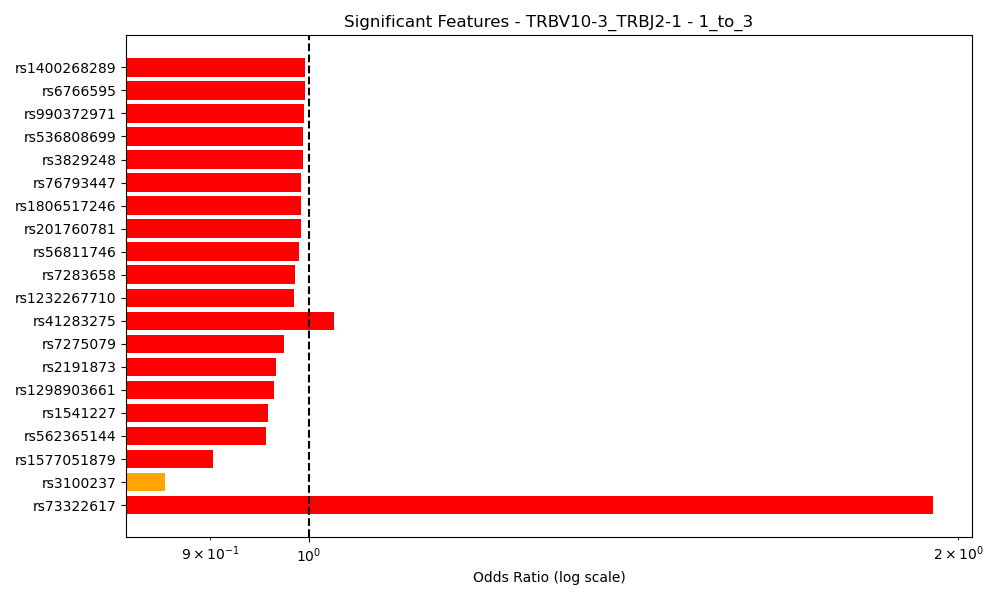 Significant Features - TRBV10-3_TRBJ2-1 - 1_to_3
rs1400268289
rs6766595
rs990372971
rs536808699
rs3829248
rs76793447
rs1806517246
rs201760781
rs56811746
rs7283658
rs1232267710
rs41283275
rs7275079
rs2191873
rs1298903661
rs1541227
rs562365144
rs1577051879
rs3100237
rs73322617
9 × 10⁻¹ 10⁰ 2 × 10⁰
Odds Ratio (log scale)